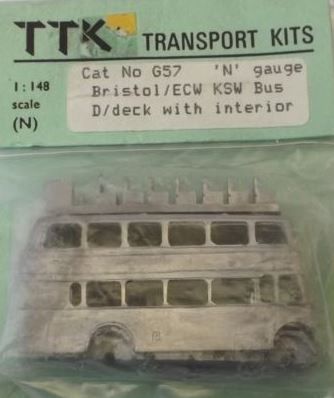 TTK TRANSPORT KITS
Cat No G57 'N' gauge
Bristol/ECW KSW Bus
D/deck with interior
1:148
scale
(N)